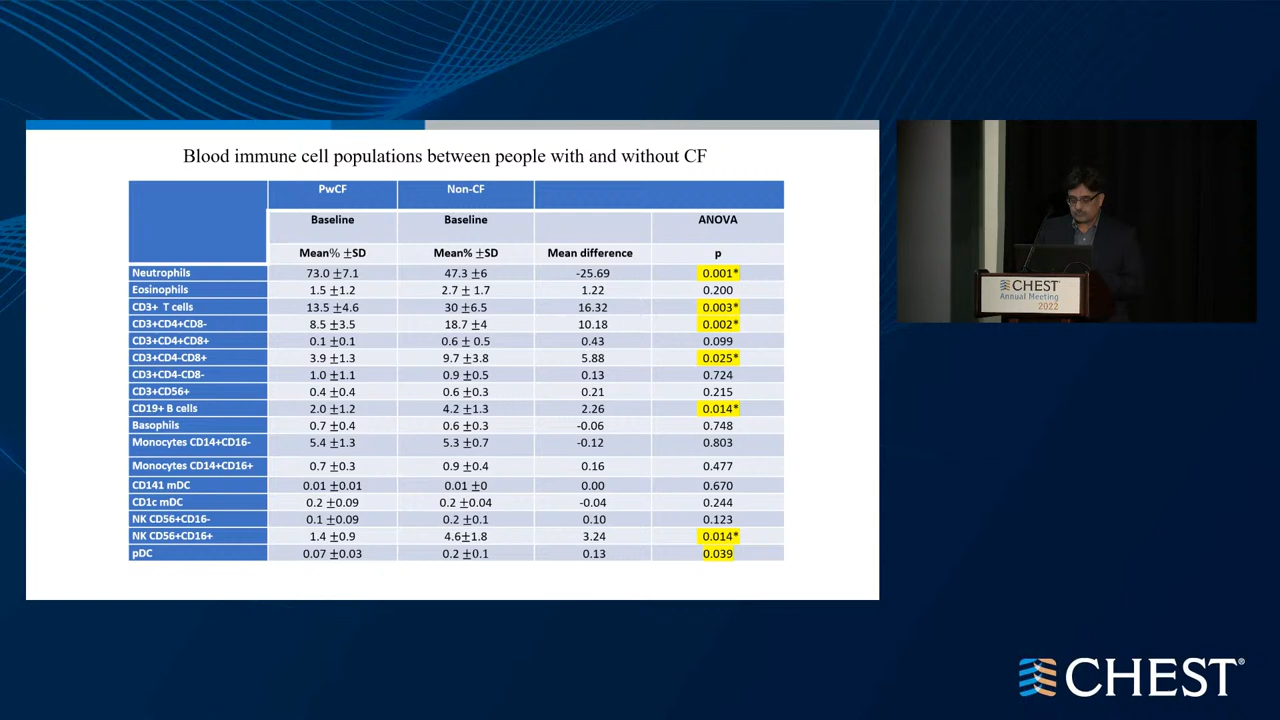 Blood immune cell populations between people with and without CF
PwCF Non-CF
Baseline Baseline ANOVA
Mean% ±SD Mean% ±SD Mean difference p
Neutrophils 73.0 ±7.1 47.3 ±6 -25.69 0.001*
Eosinophils 1.5 ±1.2 2.7 ± 1.7 1.22 0.200
CD3+ T cells 13.5 ±4.6 30 ±6.5 16.32 0.003*
CD3+CD4+CD8- 8.5 ±3.5 18.7 ±4 10.18 0.002*
CD3+CD4+CD8+ 0.1 ±0.1 0.6 ± 0.5 0.43 0.099
CD3+CD4-CD8+ 3.9 ±1.3 9.7 ±3.8 5.88 0.025*
CD3+CD4-CD8- 1.0 ±1.1 0.9 ±0.5 0.13 0.724
CD3+CD56+ 0.4 ±0.4 0.6 ±0.3 0.21 0.215
CD19+ B cells 2.0 ±1.2 4.2 ±1.3 2.26 0.014*
Basophils 0.7 ±0.4 0.6 ±0.3 -0.06 0.748
Monocytes CD14+CD16- 5.4 ±1.3 5.3 ±0.7 -0.12 0.803
Monocytes CD14+CD16+ 0.7 ±0.3 0.9 ±0.4 0.16 0.477
CD141 mDC 0.01 ±0.01 0.01 ±0 0.00 0.670
CD1c mDC 0.2 ±0.09 0.2 ±0.04 -0.04 0.244
NK CD56+CD16- 0.1 ±0.09 0.2 ±0.1 0.10 0.123
NK CD56+CD16+ 1.4 ±0.9 4.6±1.8 3.24 0.014*
pDC 0.07 ±0.03 0.2 ±0.1 0.13 0.039
CHEST
Annual Meeting
2022
CHEST®